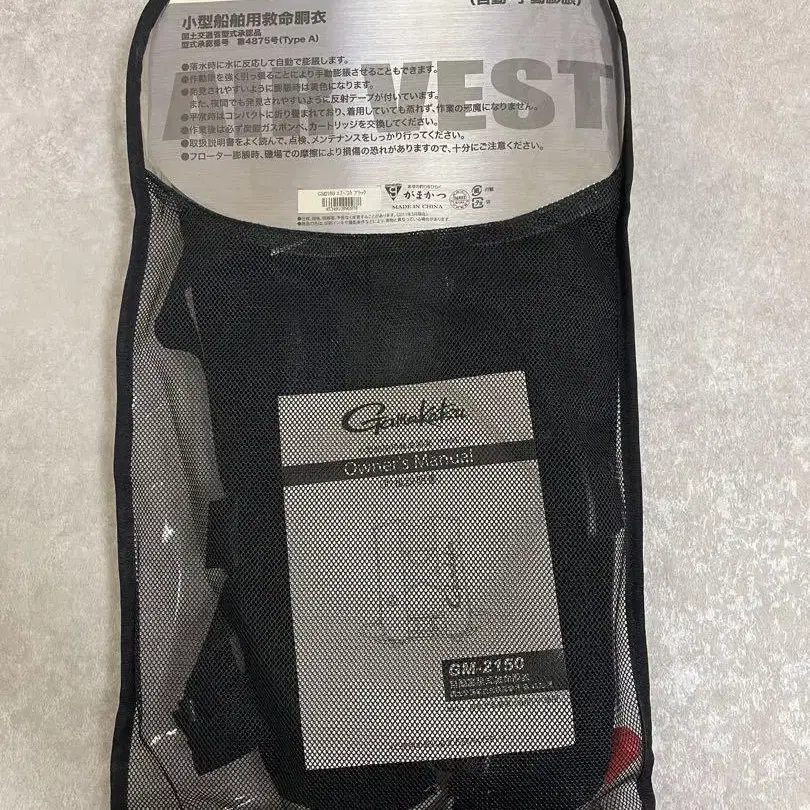 (自動・手動膨脹)
小型船舶用救命胴衣
国土交通省型式承認品
型式承認番号 第4875号(Type A)
●落水時に水に反応して自動で膨脹します。
●作動索を強く引っ張ることにより手動膨脹させることもできます。
●発見されやすいように膨脹時は黄色になります。
また、夜間でも発見されやすいように反射テープが付いています。
●平常時はコンパクトに折り畳まれており、着用していても蒸れず、作業の邪魔になりません。
●作動後は必ず炭酸ガスボンベ、カートリッジを交換してください。
●取扱説明書をよく読んで、点検、メンテナンスをしっかり行ってください。
●フローター膨脹時、磯場での摩擦により損傷の恐れがありますので、十分にご注意ください。
VEST
がまかつ
MADE IN CHINA
Gamakatsu
Owner's Manual
取扱説明書
GM-2150